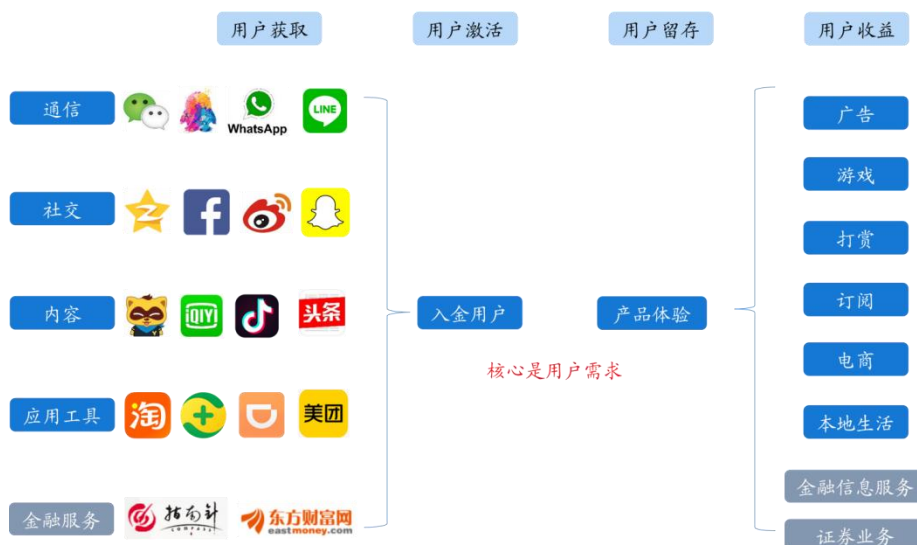 用户获取 用户激活 用户留存 用户收益
通信
WhatsApp
LINE
广告
游戏
社交
打赏
内容
iQIYI
头条
入金用户
产品体验
订阅
核心是用户需求
电商
应用工具
淘
美团
本地生活
金融服务
指南针
compass
东方财富网
eastmoney.com
金融信息服务
证券业务